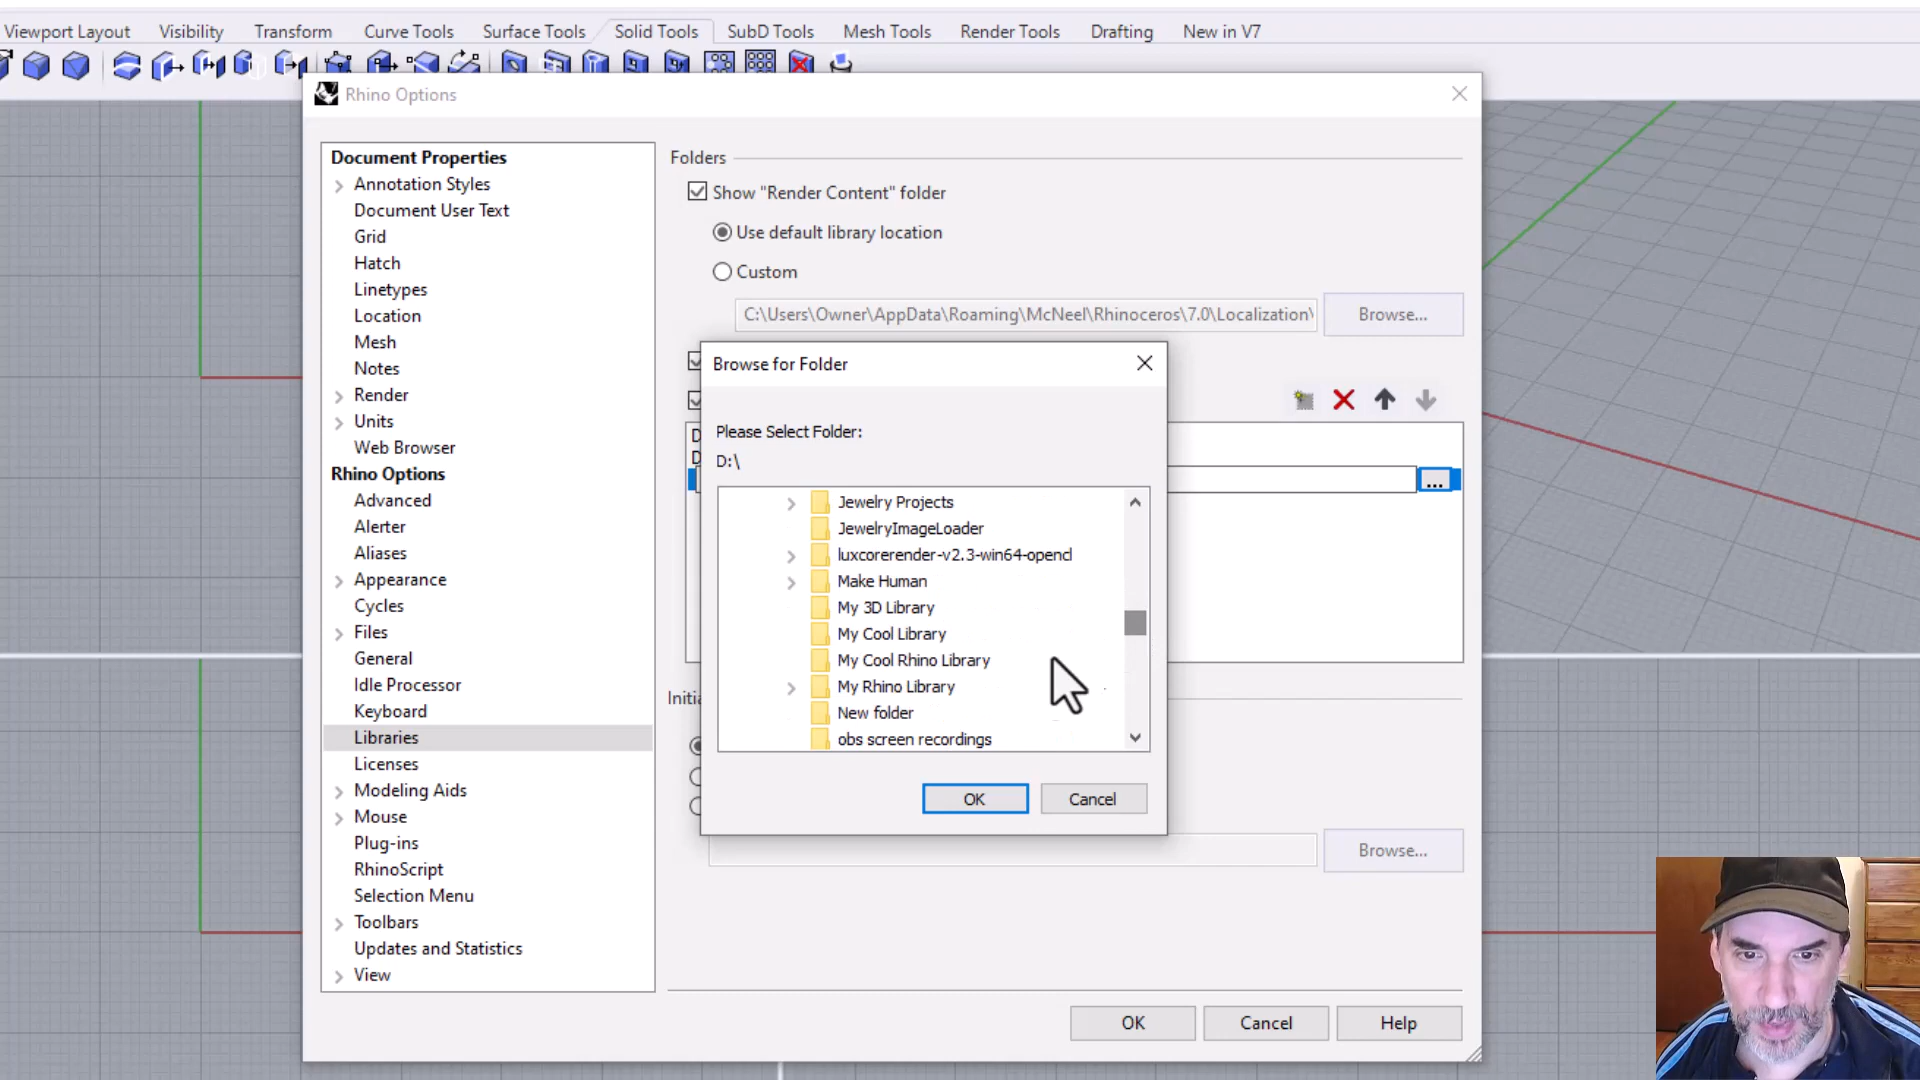 Viewport Layout Visibility Transform Curve Tools Surface Tools Solid Tools SubD Tools Mesh Tools Render Tools Drafting New in V7
Rhino Options
Document Properties
Annotation Styles
Document User Text
Grid
Hatch
Linetypes
Location
Mesh
Notes
Render
Units
Web Browser
Rhino Options
Advanced
Alerter
Aliases
Appearance
Cycles
Files
General
Idle Processor
Keyboard
Libraries
Licenses
Modeling Aids
Mouse
Plug-ins
RhinoScript
Selection Menu
Toolbars
Updates and Statistics
View
Folders
Show "Render Content" folder
Use default library location
Custom
C:\Users\Owner\AppData\Roaming\McNeel\Rhinoceros\7.0\Localization\ Browse...
D
D
...
Browse for Folder
Please Select Folder:
D:\
Jewelry Projects
JewelryImageLoader
luxcorerender-v2.3-win64-opencl
Make Human
My 3D Library
My Cool Library
My Cool Rhino Library
My Rhino Library
New folder
obs screen recordings
OK Cancel
Initia
Browse...
OK Cancel Help